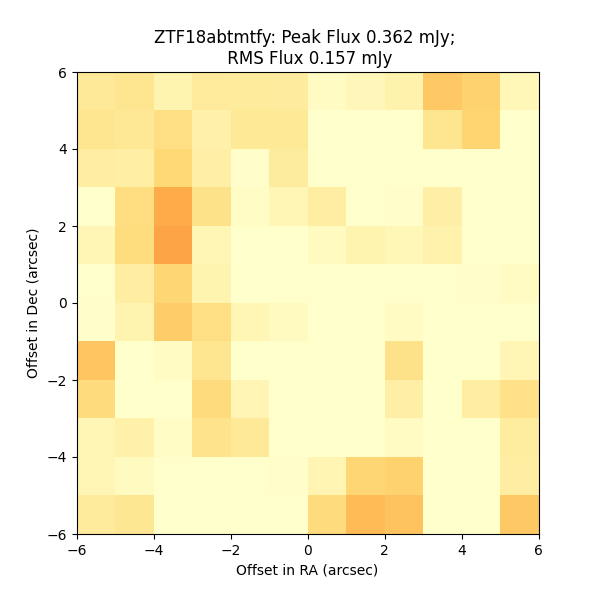 ZTF18abtmtfy: Peak Flux 0.362 mJy;
RMS Flux 0.157 mJy
6
4
2
0
−2
−4
−6
Offset in Dec (arcsec)
−6 −4 −2 0 2 4 6
Offset in RA (arcsec)